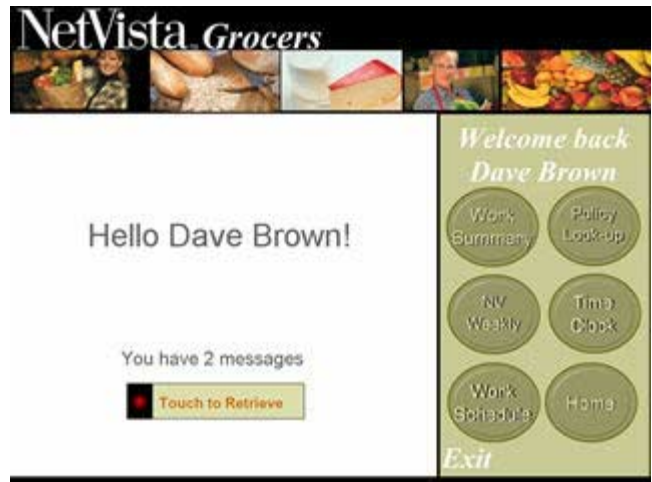 NetVista Grocers
Welcome back
Dave Brown
Hello Dave Brown!
You have 2 messages
Touch to Retrieve
Work
Summary
Policy
Look-up
NV
Weekly
Time
Clock
Work
Schedule
Home
Exit